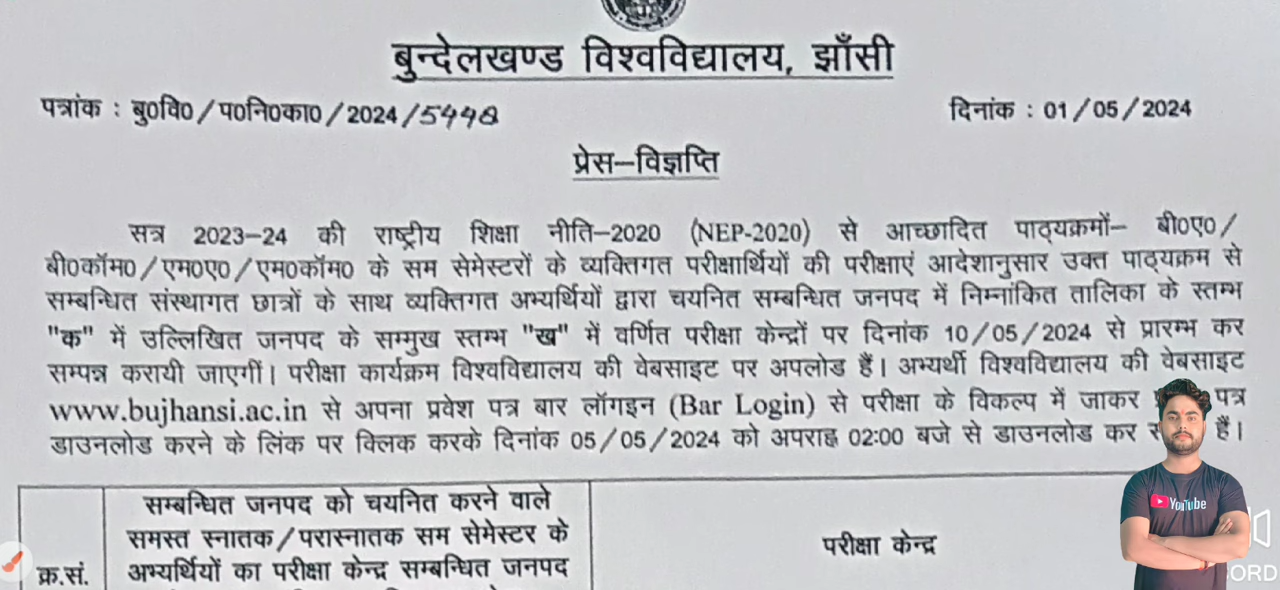 बुन्देलखण्ड विश्वविद्यालय, झाँसी
पत्रांक : बु0वि0/प0नि0का0/2024/5448 दिनांक : 01/05/2024
प्रेस–विज्ञप्ति
सत्र 2023–24 की राष्ट्रीय शिक्षा नीति–2020 (NEP-2020) से आच्छादित पाठ्यक्रमों– बी0ए0/
बी0कॉम0/एम0ए0/एम0कॉम0 के सम सेमेस्टरों के व्यक्तिगत परीक्षार्थियों की परीक्षाएं आदेशानुसार उक्त पाठ्यक्रम से
सम्बन्धित संस्थागत छात्रों के साथ व्यक्तिगत अभ्यर्थियों द्वारा चयनित सम्बन्धित जनपद में निम्नांकित तालिका के स्तम्भ
"क" में उल्लिखित जनपद के सम्मुख स्तम्भ "ख" में वर्णित परीक्षा केन्द्रों पर दिनांक 10/05/2024 से प्रारम्भ कर
सम्पन्न करायी जाएगीं। परीक्षा कार्यक्रम विश्वविद्यालय की वेबसाइट पर अपलोड हैं। अभ्यर्थी विश्वविद्यालय की वेबसाइट
www.bujhansi.ac.in से अपना प्रवेश पत्र बार लॉगइन (Bar Login) से परीक्षा के विकल्प में जाकर पत्र
डाउनलोड करने के लिंक पर क्लिक करके दिनांक 05/05/2024 को अपराह्न 02:00 बजे से डाउनलोड कर हैं।
सम्बन्धित जनपद को चयनित करने वाले
समस्त स्नातक/परास्नातक सम सेमेस्टर के
क्र.सं. अभ्यर्थियों का परीक्षा केन्द्र सम्बन्धित जनपद
परीक्षा केन्द्र
YouTube
ORD